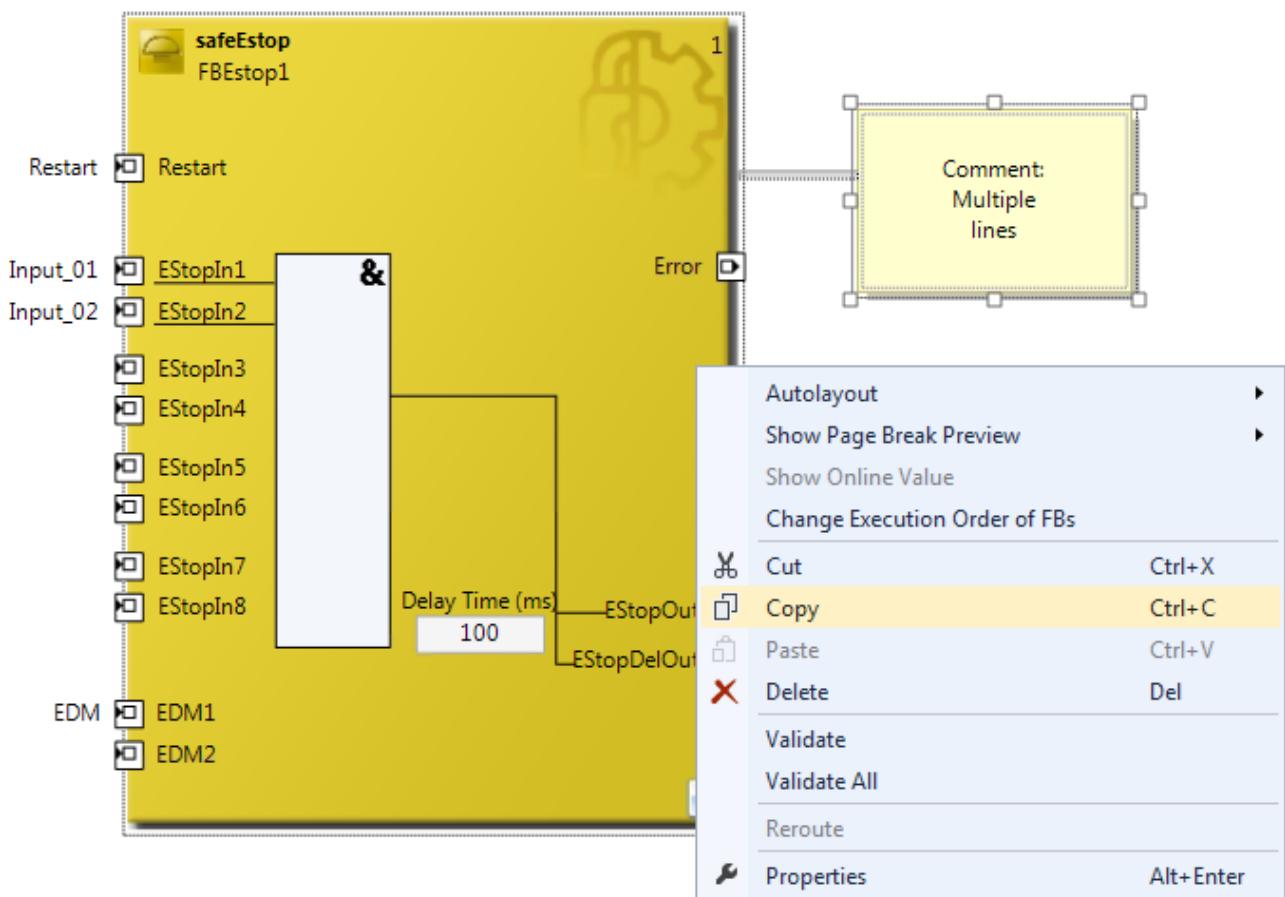 safeEstop
FBEstop1
1
Restart
Restart
Input_01
EStopIn1
&
Error
Input_02
EStopIn2
EStopIn3
EStopIn4
EStopIn5
EStopIn6
EStopIn7
EStopIn8
Delay Time (ms)
100
EStopOut
EStopDelOut
EDM
EDM1
EDM2
Comment:
Multiple
lines
Autolayout
Show Page Break Preview
Show Online Value
Change Execution Order of FBs
Cut Ctrl+X
Copy Ctrl+C
Paste Ctrl+V
Delete Del
Validate
Validate All
Reroute
Properties Alt+Enter